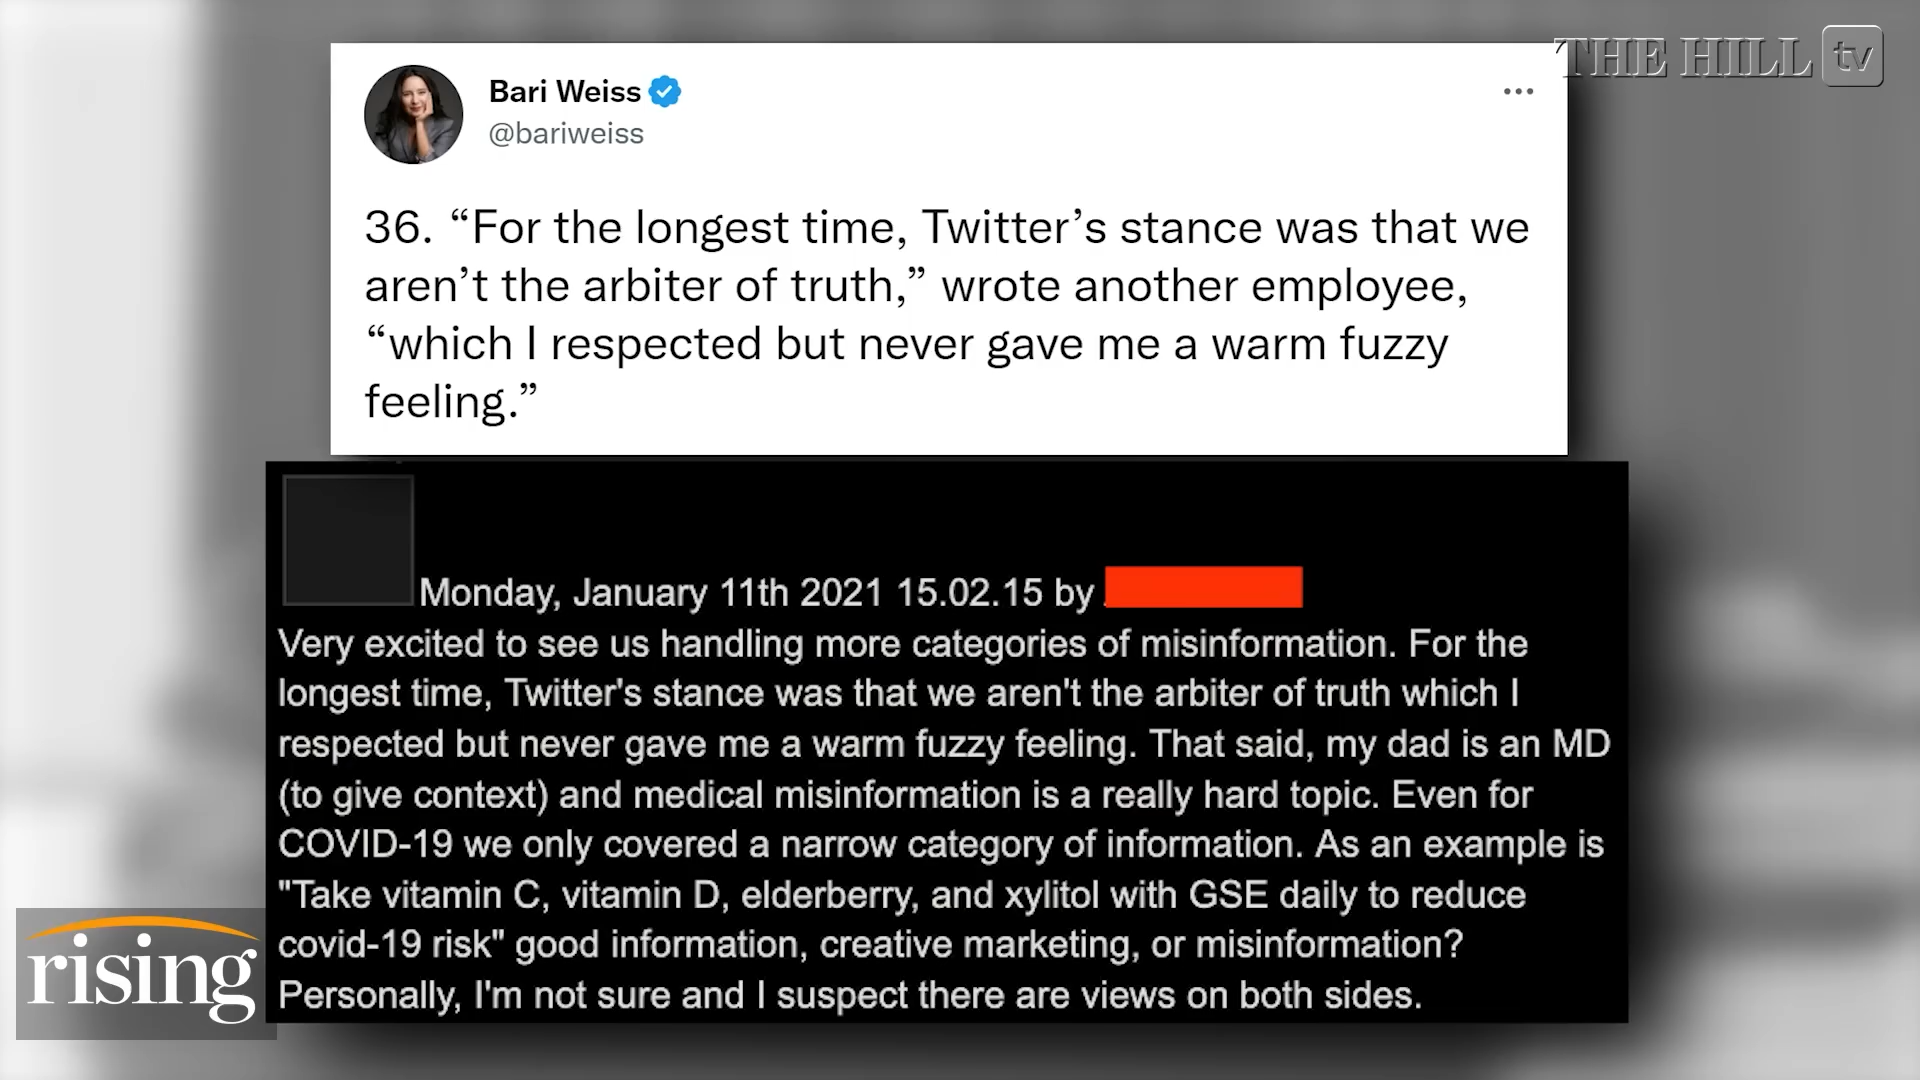 THE HILL tv
Bari Weiss
@bariweiss
36. “For the longest time, Twitter’s stance was that we
aren’t the arbiter of truth,” wrote another employee,
“which I respected but never gave me a warm fuzzy
feeling.”
Monday, January 11th 2021 15.02.15 by
Very excited to see us handling more categories of misinformation. For the
longest time, Twitter's stance was that we aren't the arbiter of truth which I
respected but never gave me a warm fuzzy feeling. That said, my dad is an MD
(to give context) and medical misinformation is a really hard topic. Even for
COVID-19 we only covered a narrow category of information. As an example is
"Take vitamin C, vitamin D, elderberry, and xylitol with GSE daily to reduce
covid-19 risk" good information, creative marketing, or misinformation?
Personally, I'm not sure and I suspect there are views on both sides.
rising